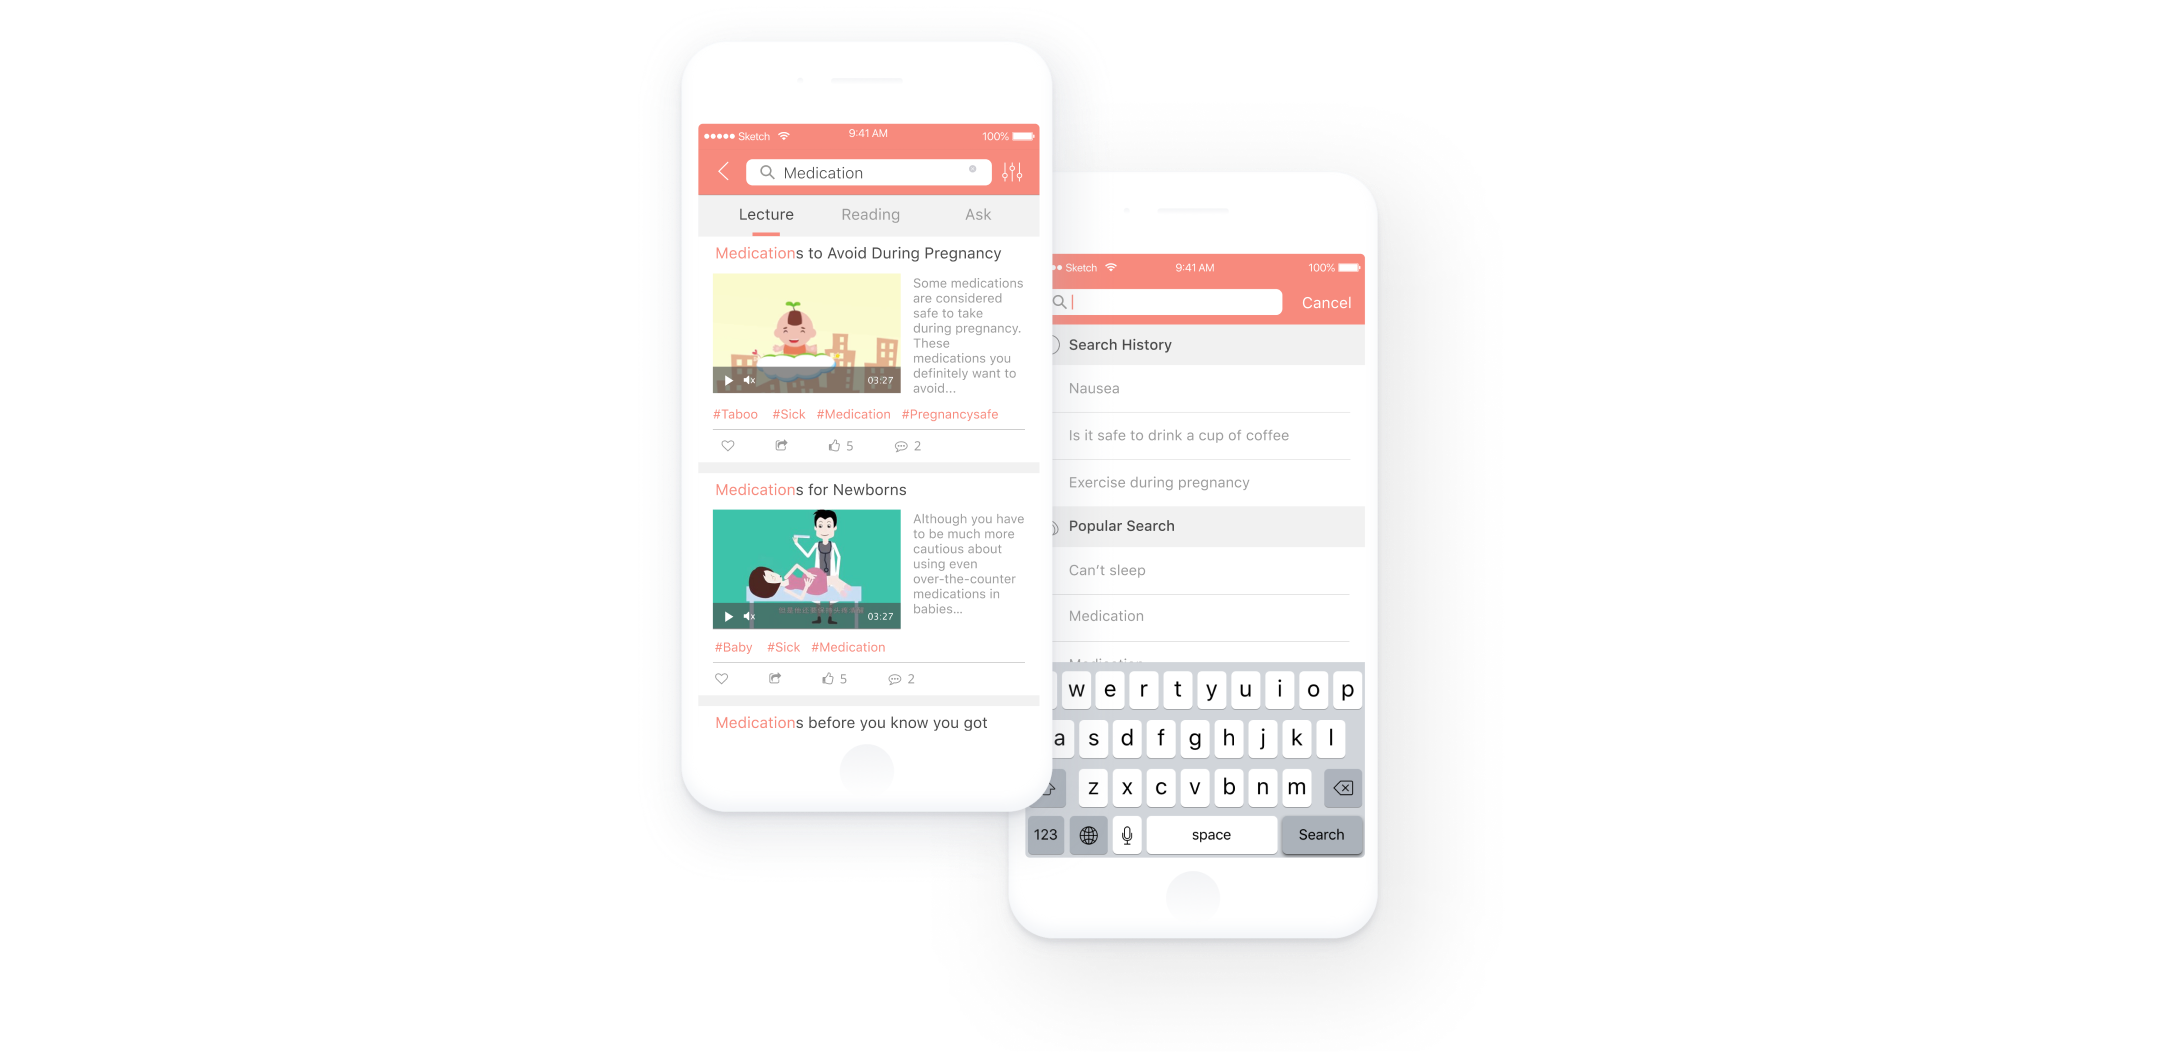 Sketch 9:41 AM 100%
Medication
Lecture Reading Ask
Medications to Avoid During Pregnancy
Some medications
are considered
safe to take
during pregnancy.
These
medications you
definitely want to
avoid...
03:27
#Taboo #Sick #Medication #Pregnancysafe
5 2
Medications for Newborns
Although you have
to be much more
cautious about
using even
over-the-counter
medications in
babies...
03:27
#Baby #Sick #Medication
5 2
Medications before you know you got
Sketch 9:41 AM 100%
Cancel
Search History
Nausea
Is it safe to drink a cup of coffee
Exercise during pregnancy
Popular Search
Can't sleep
Medication
Medication
w e r t y u i o p
a s d f g h j k l
z x c v b n m
123 space Search